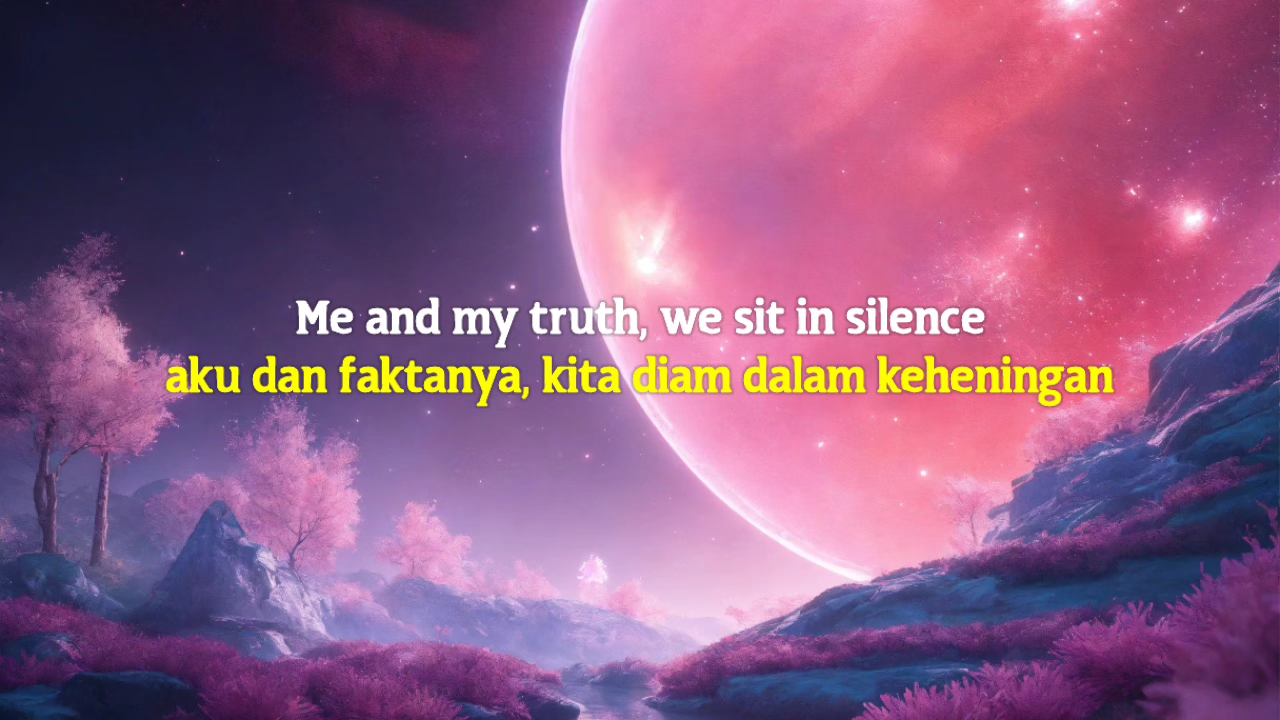 Me and my truth, we sit in silence
aku dan faktanya, kita diam dalam keheningan